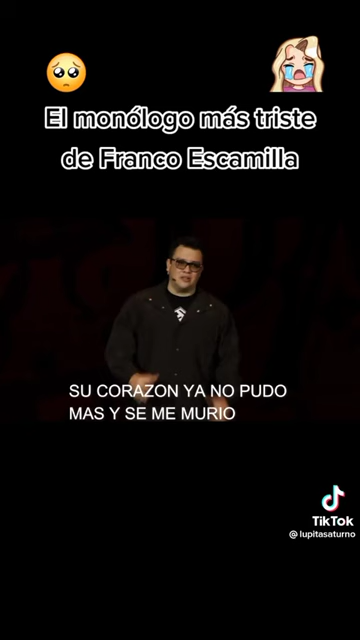 El monólogo más triste
de Franco Escamilla
SU CORAZON YA NO PUDO
MAS Y SE ME MURIO
TikTok
@lupitasaturno